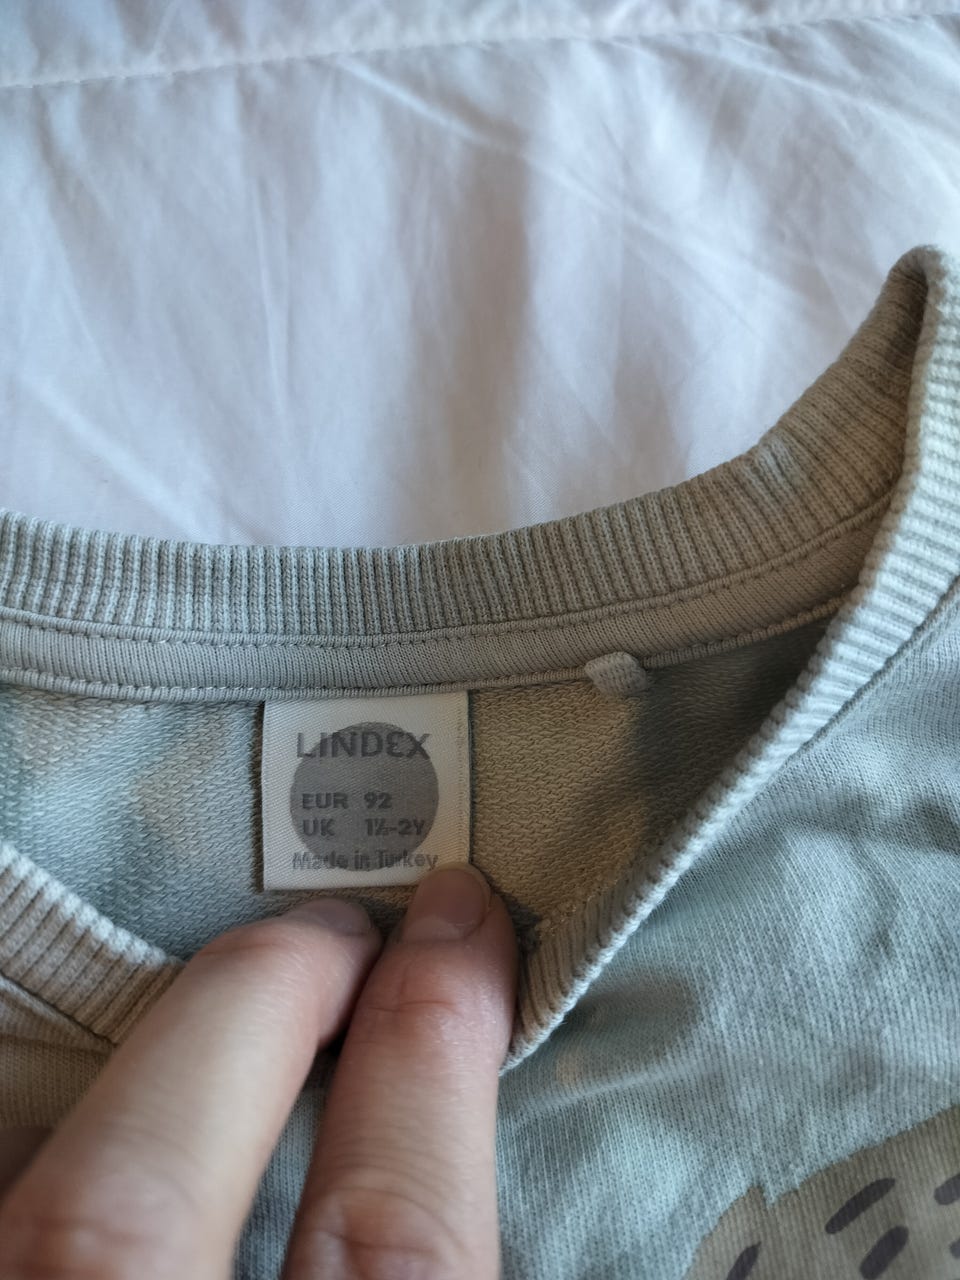 LINDEX
EUR 92
UK 1½-2Y
Made in Turkey